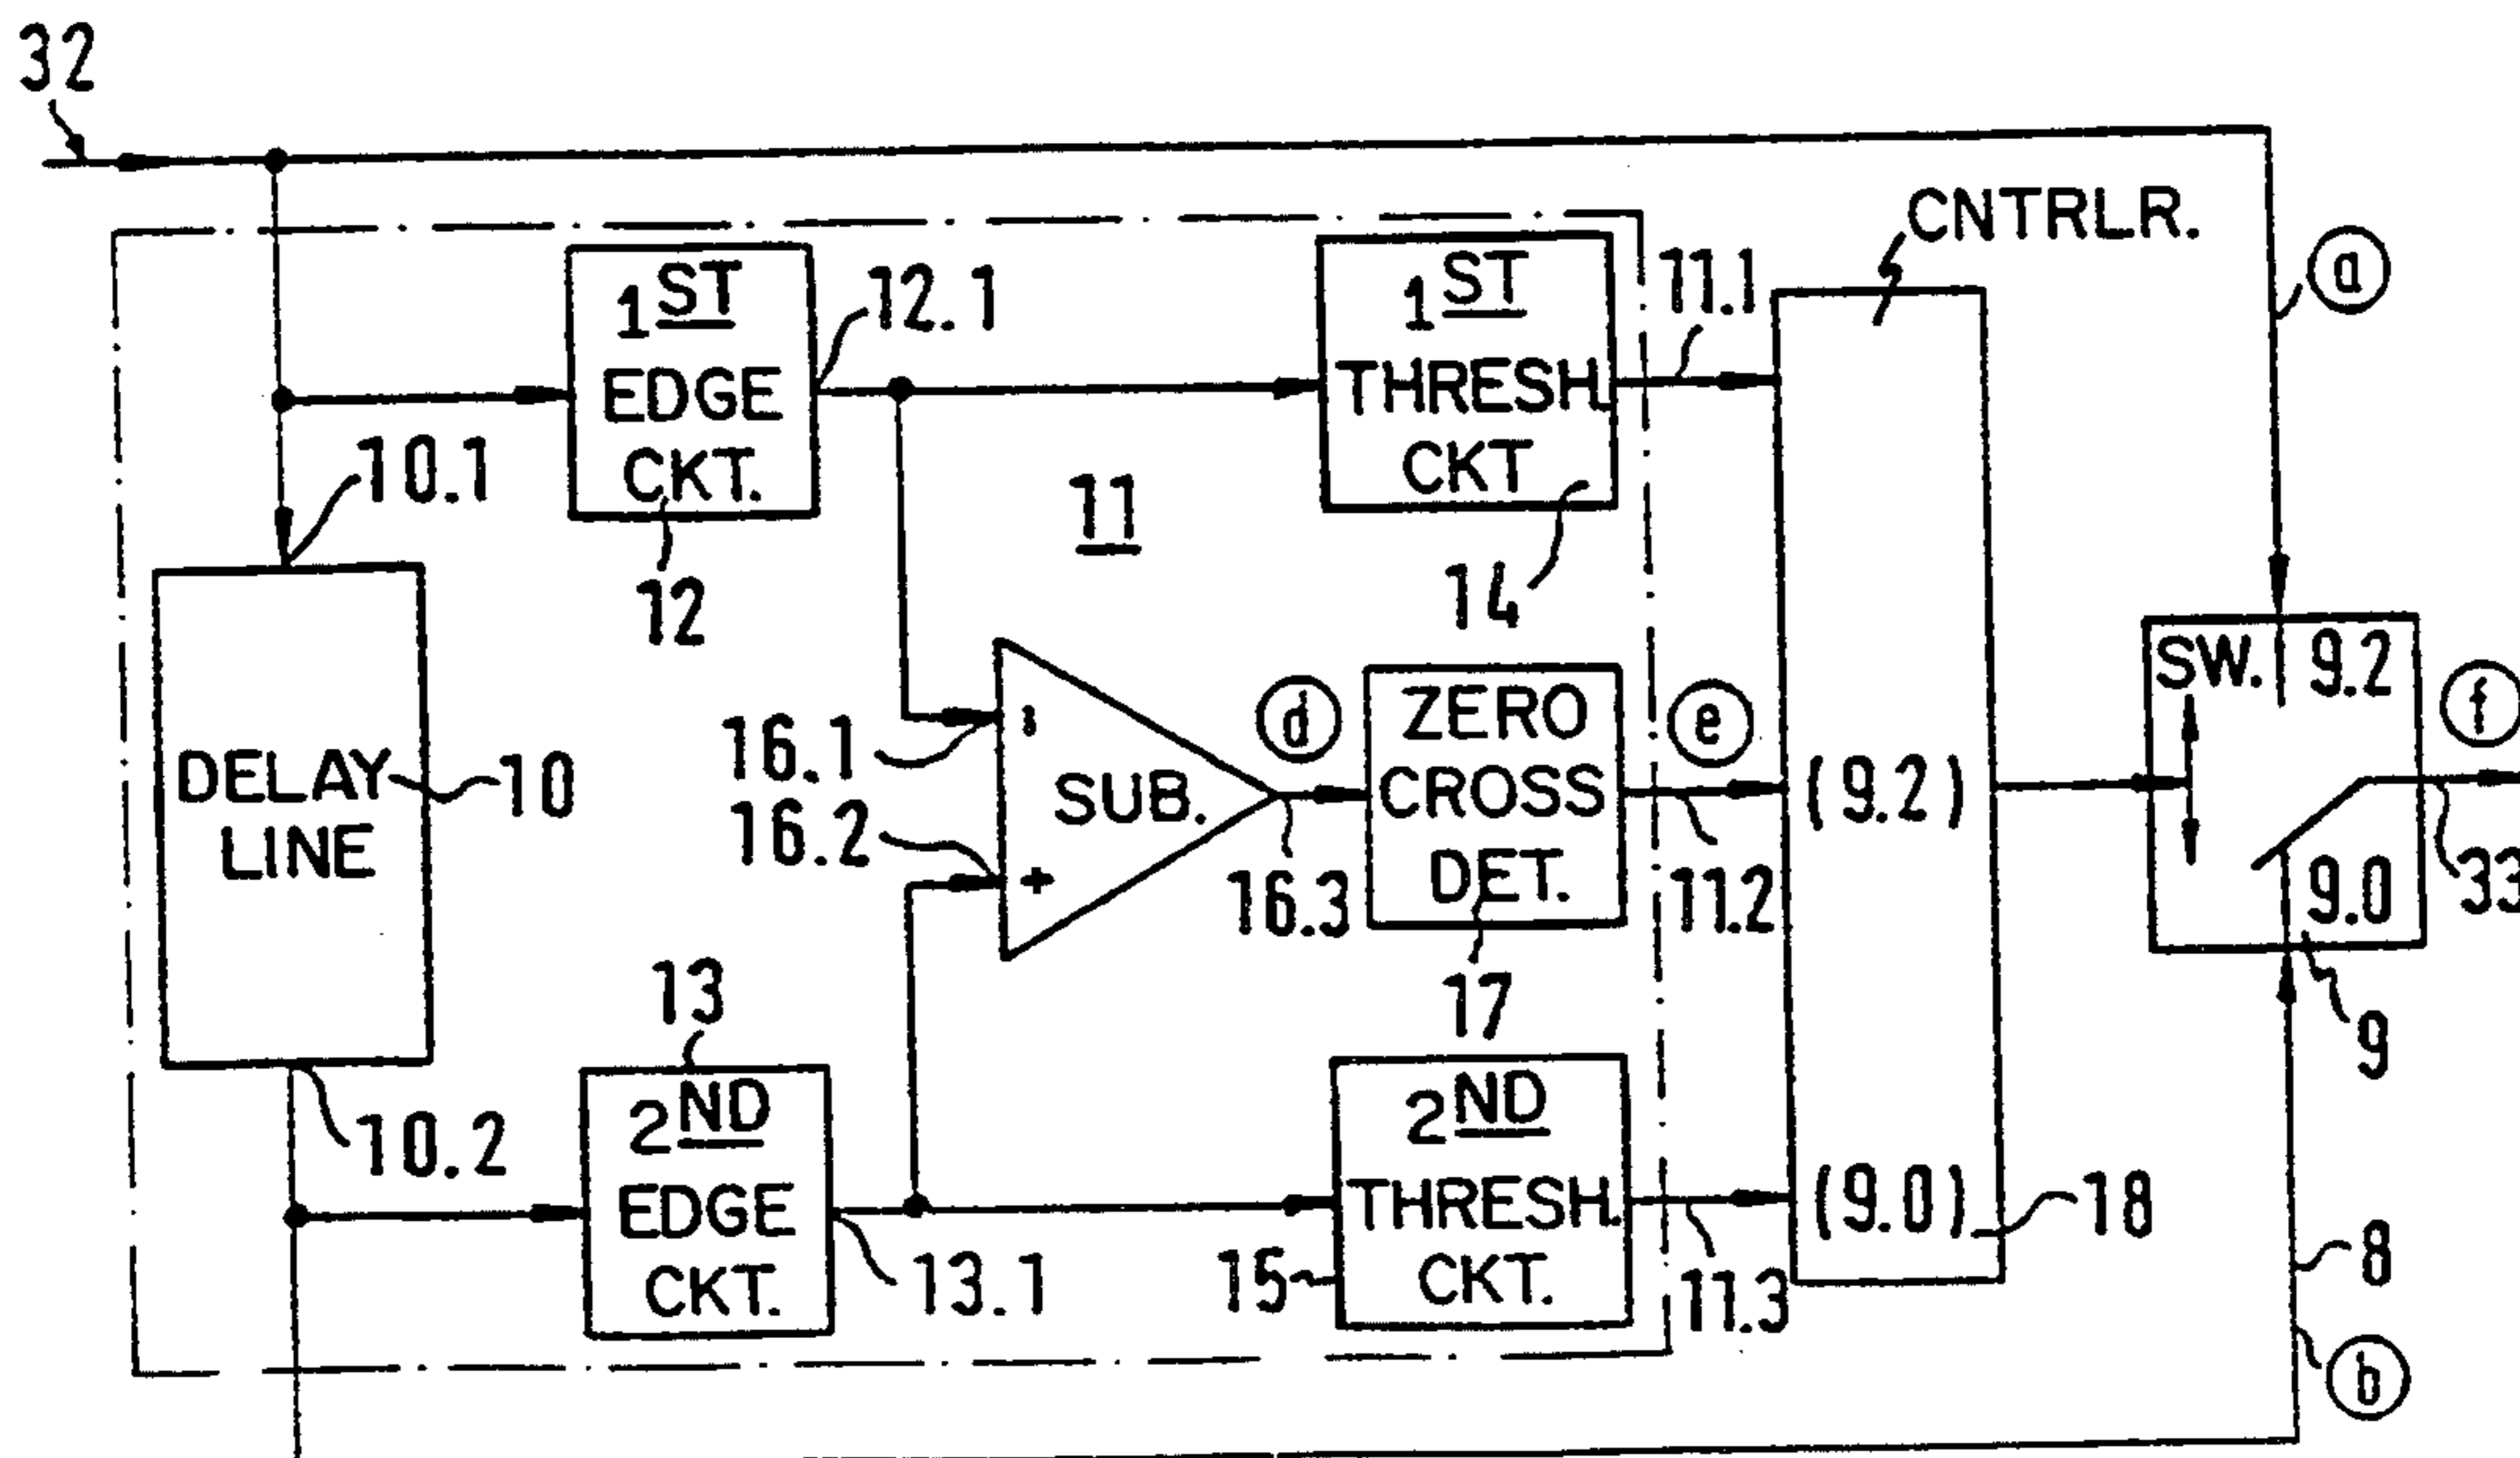 32
CNTRLR.
a
1ST
EDGE
CKT.
12.1
1ST
THRESH.
CKT
11.1
10.1
11
12
14
DELAY
LINE
10
16.1
16.2
-
SUB.
+
d
16.3
ZERO
CROSS
DET.
e
11.2
(9.2)
SW.
9.2
9.0
f
33
9
13
17
10.2
2ND
EDGE
CKT.
13.1
2ND
THRESH.
CKT.
15
11.3
(9.0)
18
8
b